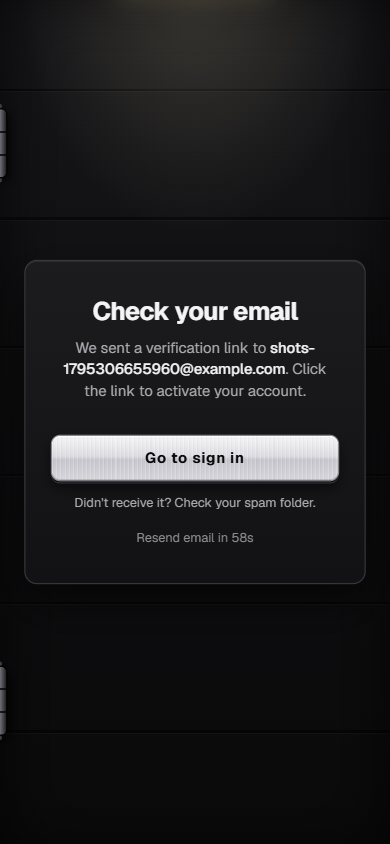 Check your email
We sent a verification link to shots-
1795306655960@example.com. Click
the link to activate your account.
Go to sign in
Didn't receive it? Check your spam folder.
Resend email in 58s